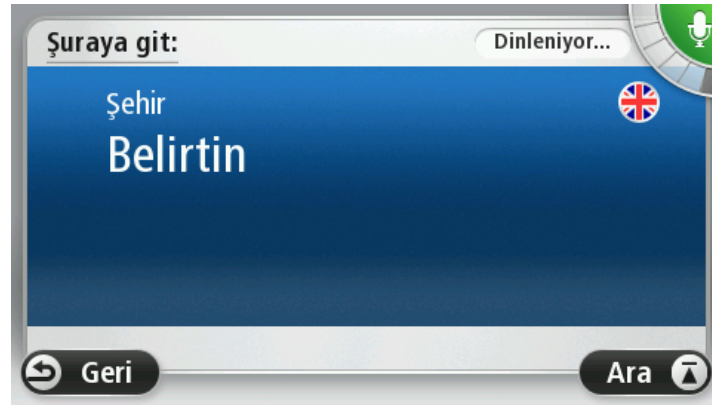 Şuraya git:
Dinleniyor...
Şehir
Belirtin
Geri
Ara